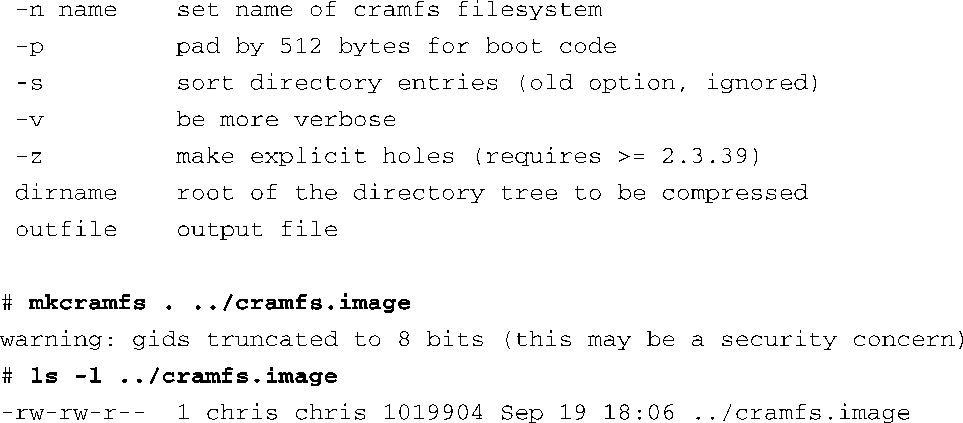 -n name    set name of cramfs filesystem
-p         pad by 512 bytes for boot code
-s         sort directory entries (old option, ignored)
-v         be more verbose
-z         make explicit holes (requires >= 2.3.39)
dirname    root of the directory tree to be compressed
outfile    output file
# mkcramfs . ../cramfs.image
warning: gids truncated to 8 bits (this may be a security concern)
# ls -l ../cramfs.image
-rw-rw-r--  1 chris chris 1019904 Sep 19 18:06 ../cramfs.image